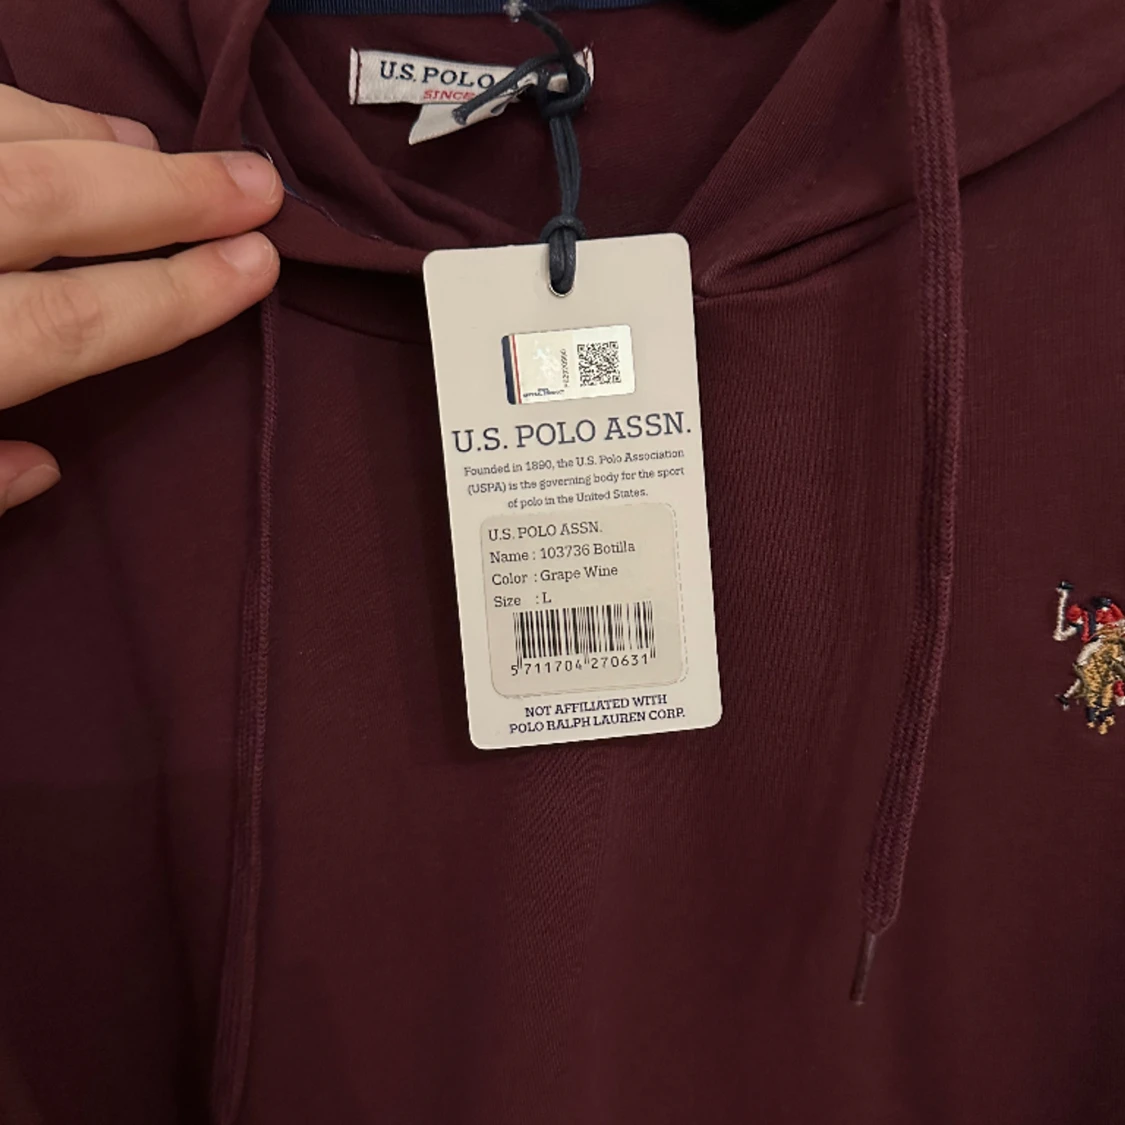 U.S. POLO
SINCE
U.S. POLO ASSN.
Founded in 1890, the U.S. Polo Association
(USPA) is the governing body for the sport
of polo in the United States.
U.S. POLO ASSN.
Name : 103736 Botilla
Color : Grape Wine
Size : L
5 711704 270631
NOT AFFILIATED WITH
POLO RALPH LAUREN CORP.